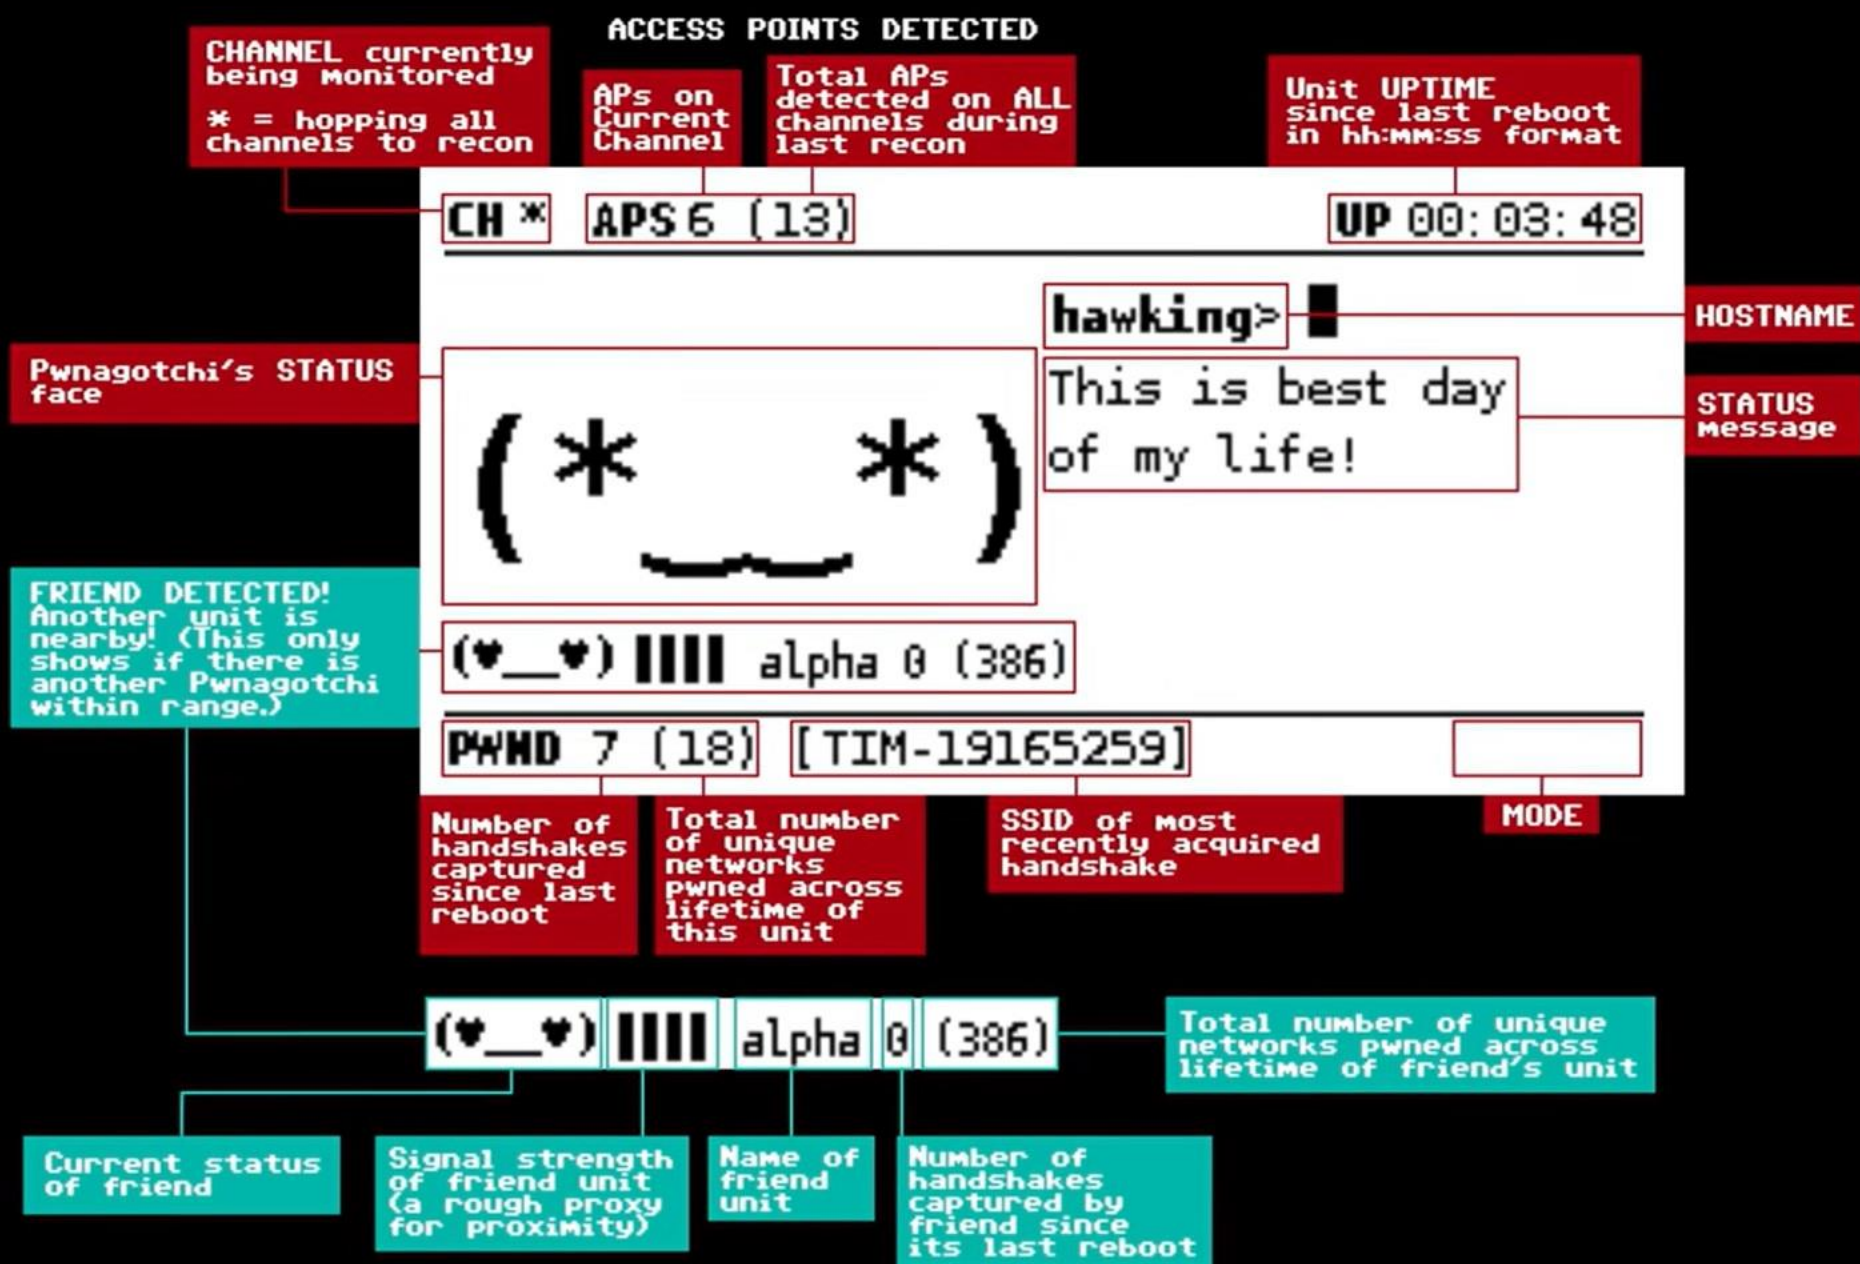 ACCESS POINTS DETECTED
CHANNEL currently
being monitored
* = hopping all
channels to recon
APs on
Current
Channel
Total APs
detected on ALL
channels during
last recon
Unit UPTIME
since last reboot
in hh:mm:ss format
CH * APS 6 (13) UP 00:03:48
hawking>
HOSTNAME
Pwnagotchi's STATUS
face
This is best day
of my life!
STATUS
message
(* *)
FRIEND DETECTED!
Another unit is
nearby! (This only
shows if there is
another Pwnagotchi
within range.)
(♥__♥) ▌▌▌▌ alpha 0 (386)
PWND 7 (18) [TIM-19165259]
Number of
handshakes
captured
since last
reboot
Total number
of unique
networks
pwned across
lifetime of
this unit
SSID of most
recently acquired
handshake
MODE
(♥__♥) ▌▌▌▌ alpha 0 (386)
Total number of unique
networks pwned across
lifetime of friend's unit
Current status
of friend
Signal strength
of friend unit
(a rough proxy
for proximity)
Name of
friend
unit
Number of
handshakes
captured by
friend since
its last reboot